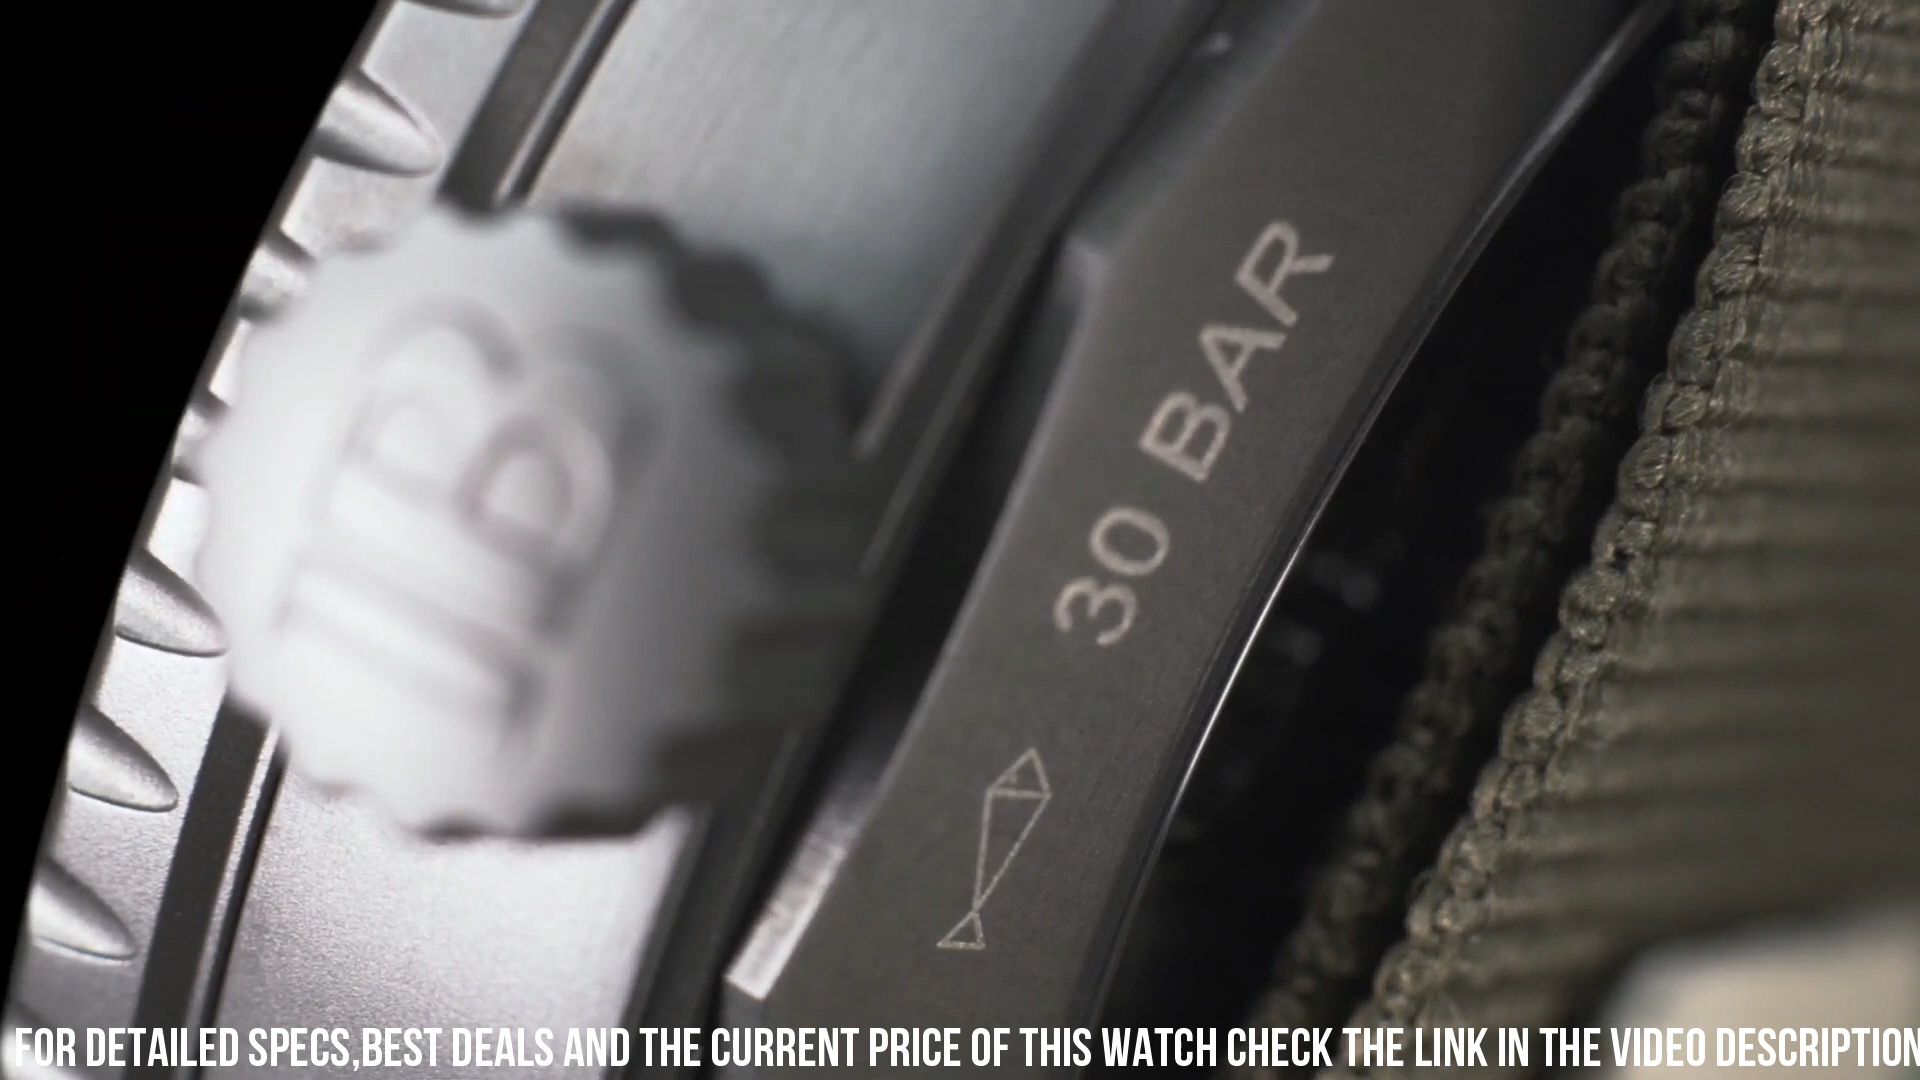 30 BAR
FOR DETAILED SPECS,BEST DEALS AND THE CURRENT PRICE OF THIS WATCH CHECK THE LINK IN THE VIDEO DESCRIPTION